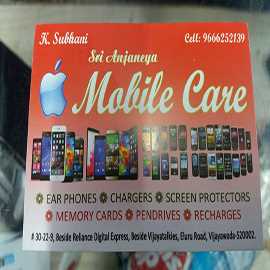 K. Subhani
Cell: 9666252139
Sri Anjaneya
Mobile Care
EAR PHONES CHARGERS SCREEN PROTECTORS
MEMORY CARDS PENDRIVES RECHARGES
# 30-22-9, Beside Reliance Digital Express, Beside Vijayatalkies, Eluru Road, Vijayawada-520002.